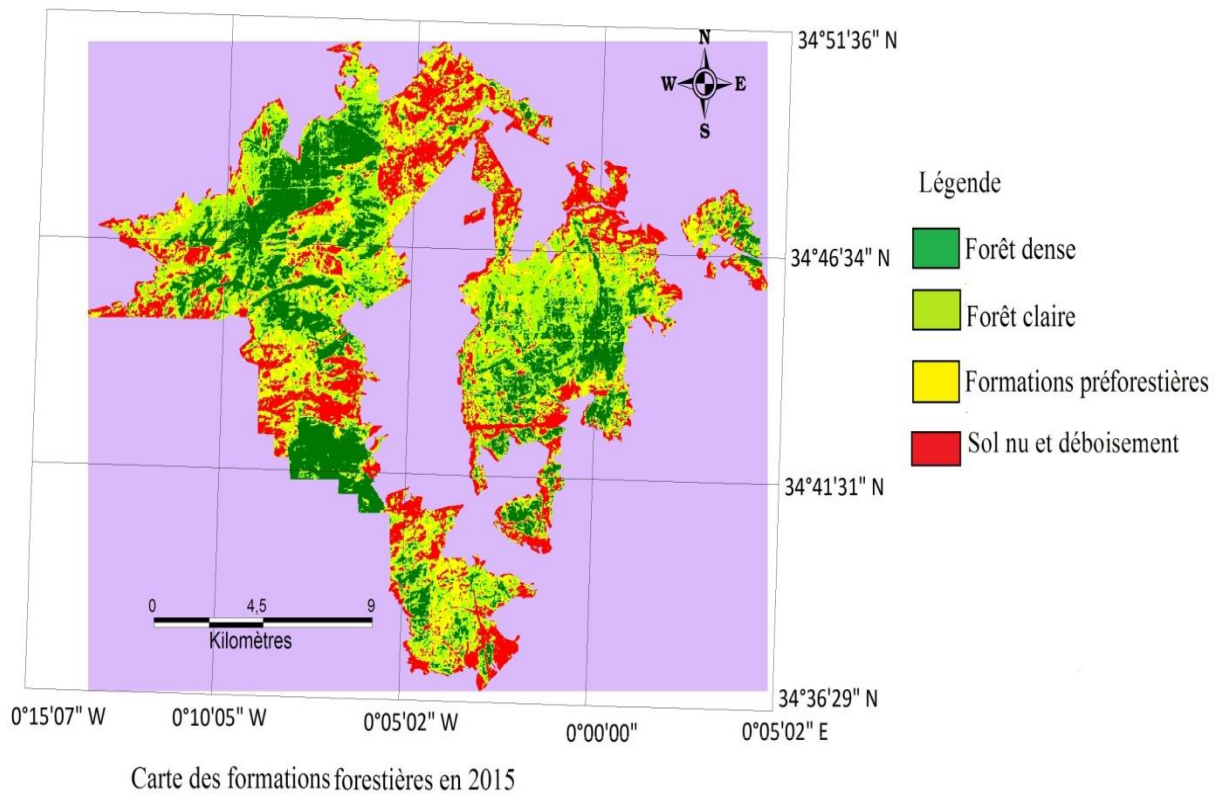 34°51'36" N
N
W E
S
Légende
Forêt dense
34°46'34" N
Forêt claire
Formations préforestières
Sol nu et déboisement
34°41'31" N
0 4,5 9
Kilomètres
34°36'29" N
0°15'07" W 0°10'05" W 0°05'02" W 0°00'00" 0°05'02" E
Carte des formations forestières en 2015